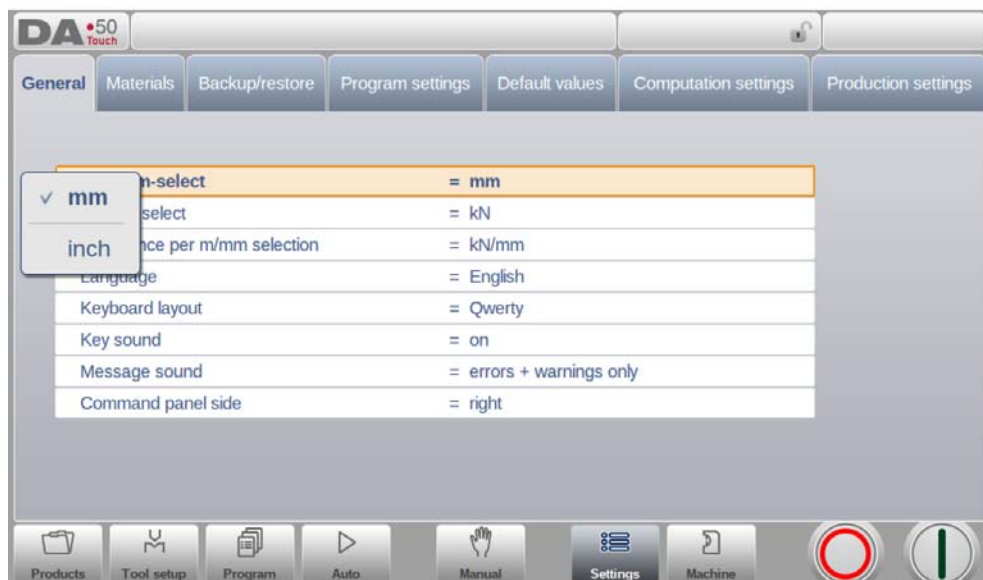 DA 50
Touch
General Materials Backup/restore Program settings Default values Computation settings Production settings
m-select = mm
select = kN
nce per m/mm selection = kN/mm
Language = English
Keyboard layout = Qwerty
Key sound = on
Message sound = errors + warnings only
Command panel side = right
mm
inch
Products Tool setup Program Auto Manual Settings Machine